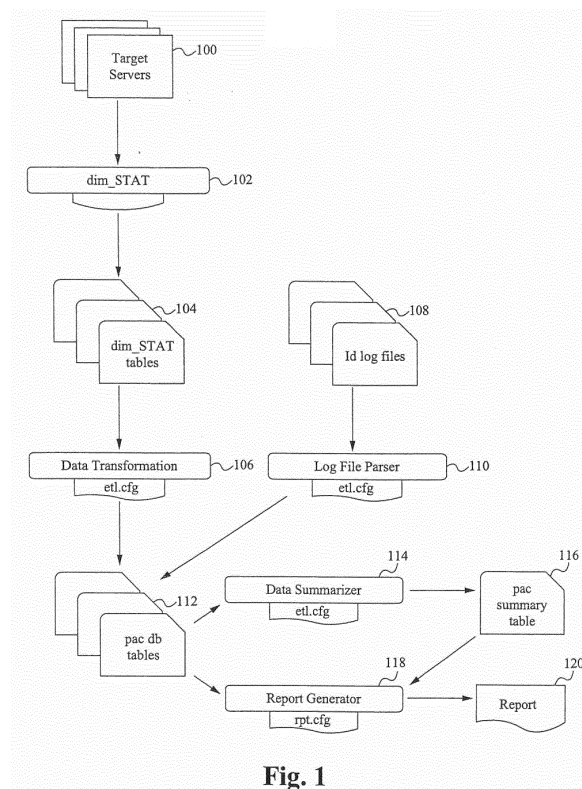 100
Target
Servers
dim_STAT
102
104
108
dim_STAT
tables
Id log files
Data Transformation
106
Log File Parser
110
etl.cfg
etl.cfg
114
116
112
Data Summarizer
pac
summary
table
etl.cfg
pac db
tables
118
120
Report Generator
Report
rpt.cfg
Fig. 1